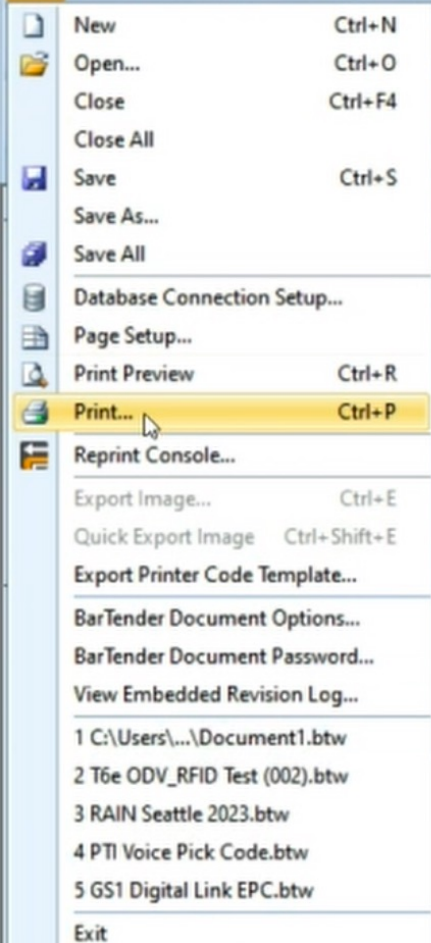 New Ctrl+N
Open... Ctrl+O
Close Ctrl+F4
Close All
Save Ctrl+S
Save As...
Save All
Database Connection Setup...
Page Setup...
Print Preview Ctrl+R
Print... Ctrl+P
Reprint Console...
Export Image... Ctrl+E
Quick Export Image Ctrl+Shift+E
Export Printer Code Template...
BarTender Document Options...
BarTender Document Password...
View Embedded Revision Log...
1 C:\Users\...\Document1.btw
2 T6e ODV_RFID Test (002).btw
3 RAIN Seattle 2023.btw
4 PTI Voice Pick Code.btw
5 GS1 Digital Link EPC.btw
Exit